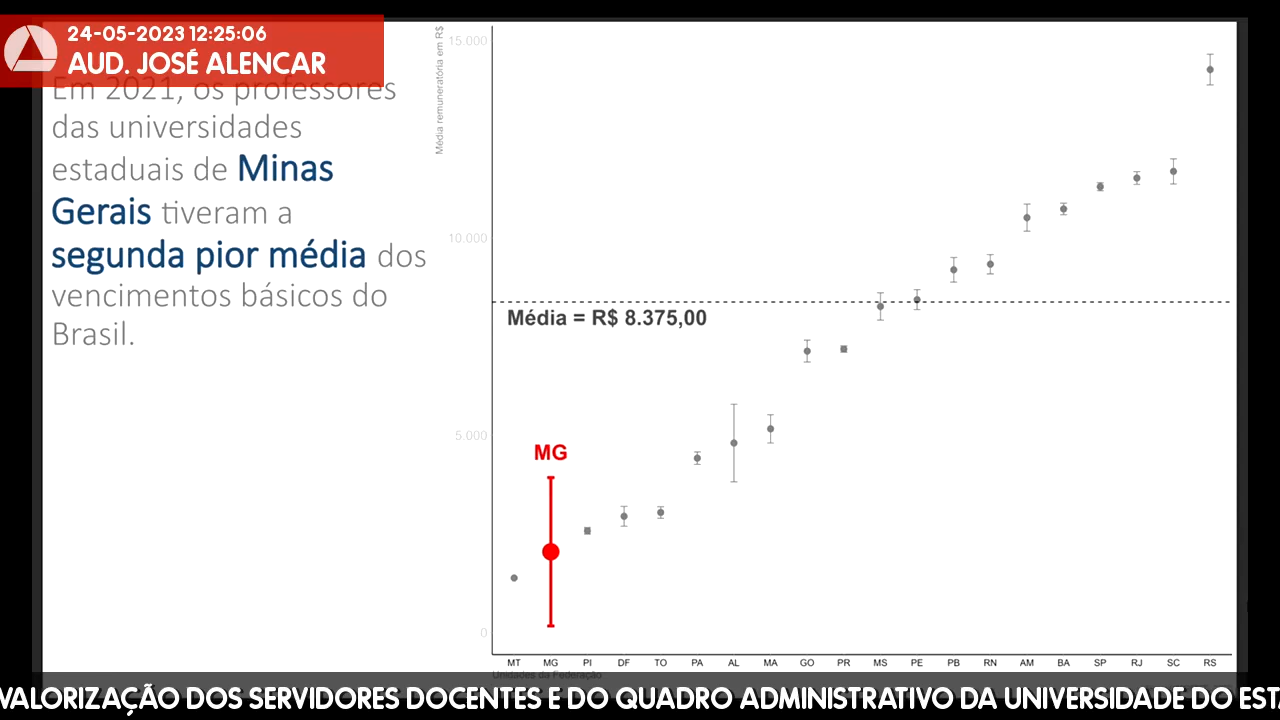 24-05-2023 12:25:06
AUD. JOSÉ ALENCAR
Em 2021, os professores
das universidades
estaduais de Minas
Gerais tiveram a
segunda pior média dos
vencimentos básicos do
Brasil.
Média remuneratória em R$
15.000
10.000
Média = R$ 8.375,00
5.000
MG
0
MT MG PI DF TO PA AL MA GO PR MS PE PB RN AM BA SP RJ SC RS
Unidades da Federação
VALORIZAÇÃO DOS SERVIDORES DOCENTES E DO QUADRO ADMINISTRATIVO DA UNIVERSIDADE DO EST